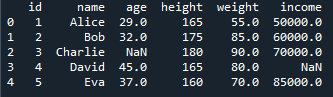 id name age height weight income
0 1 Alice 29.0 165 55.0 50000.0
1 2 Bob 32.0 175 85.0 60000.0
2 3 Charlie NaN 180 90.0 70000.0
3 4 David 45.0 165 80.0 NaN
4 5 Eva 37.0 160 70.0 85000.0